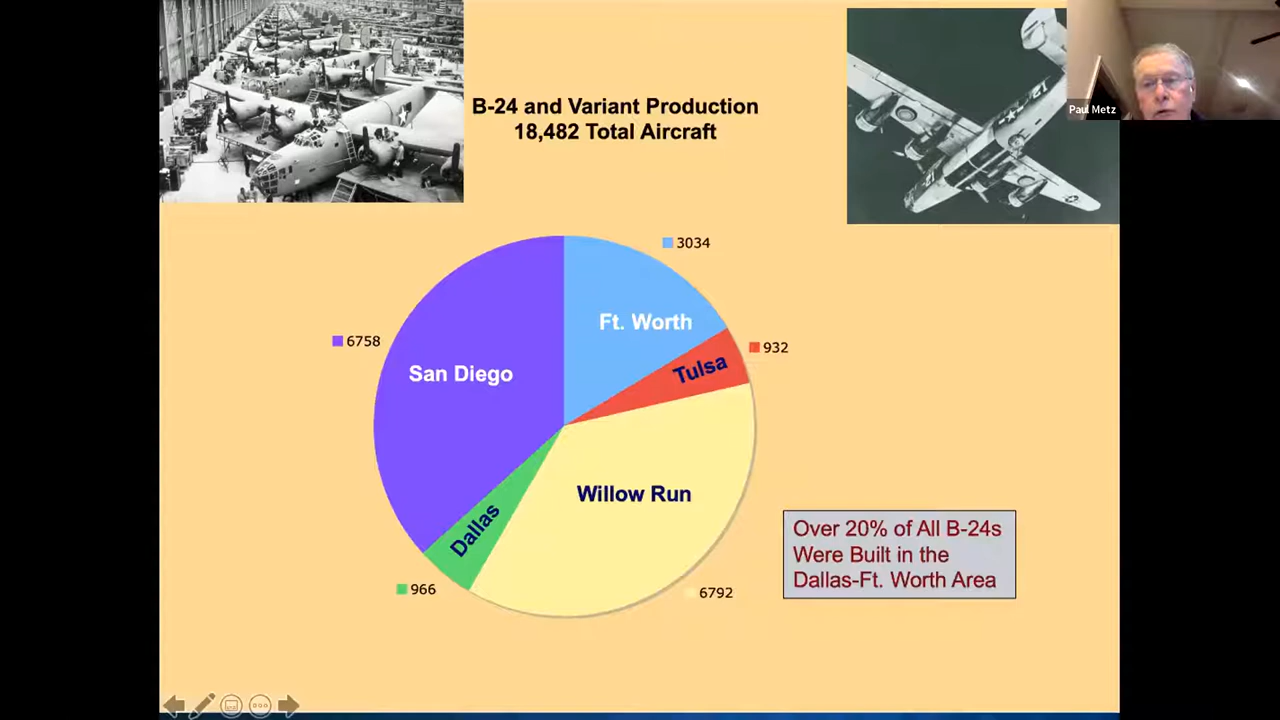 B-24 and Variant Production
18,482 Total Aircraft
Paul Metz
3034
Ft. Worth
6758
932
Tulsa
San Diego
Willow Run
Dallas
Over 20% of All B-24s
Were Built in the
Dallas-Ft. Worth Area
966
6792